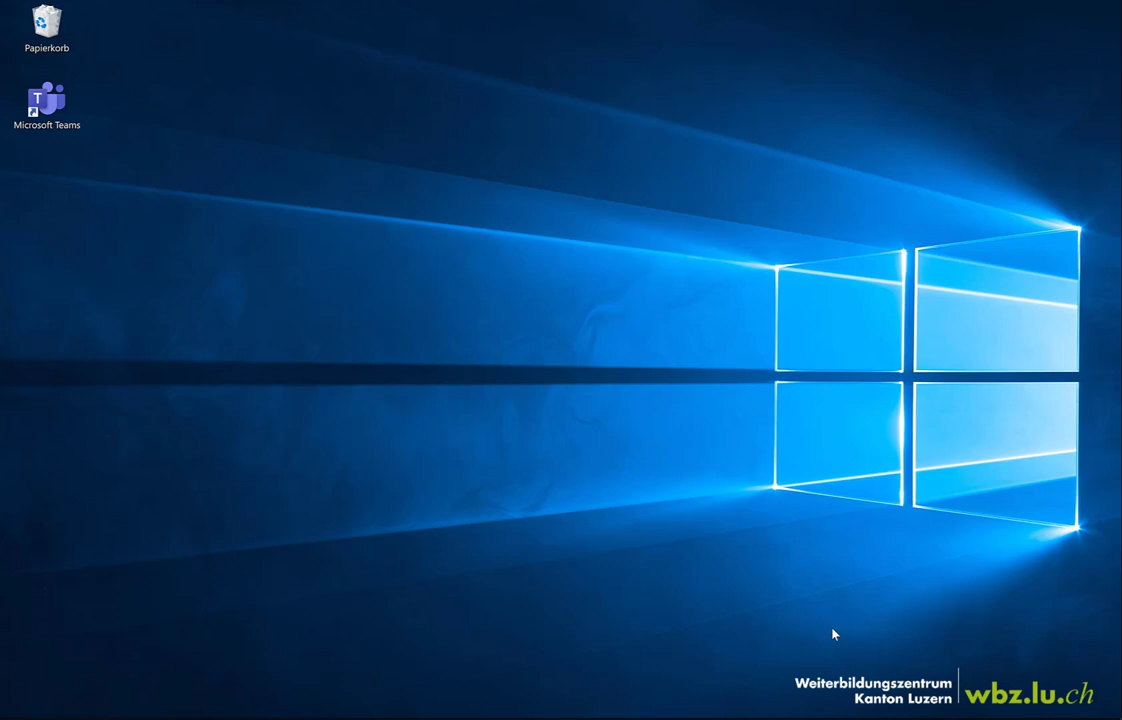 Papierkorb
T
Microsoft Teams
Weiterbildungszentrum
Kanton Luzern
wbz.lu.ch